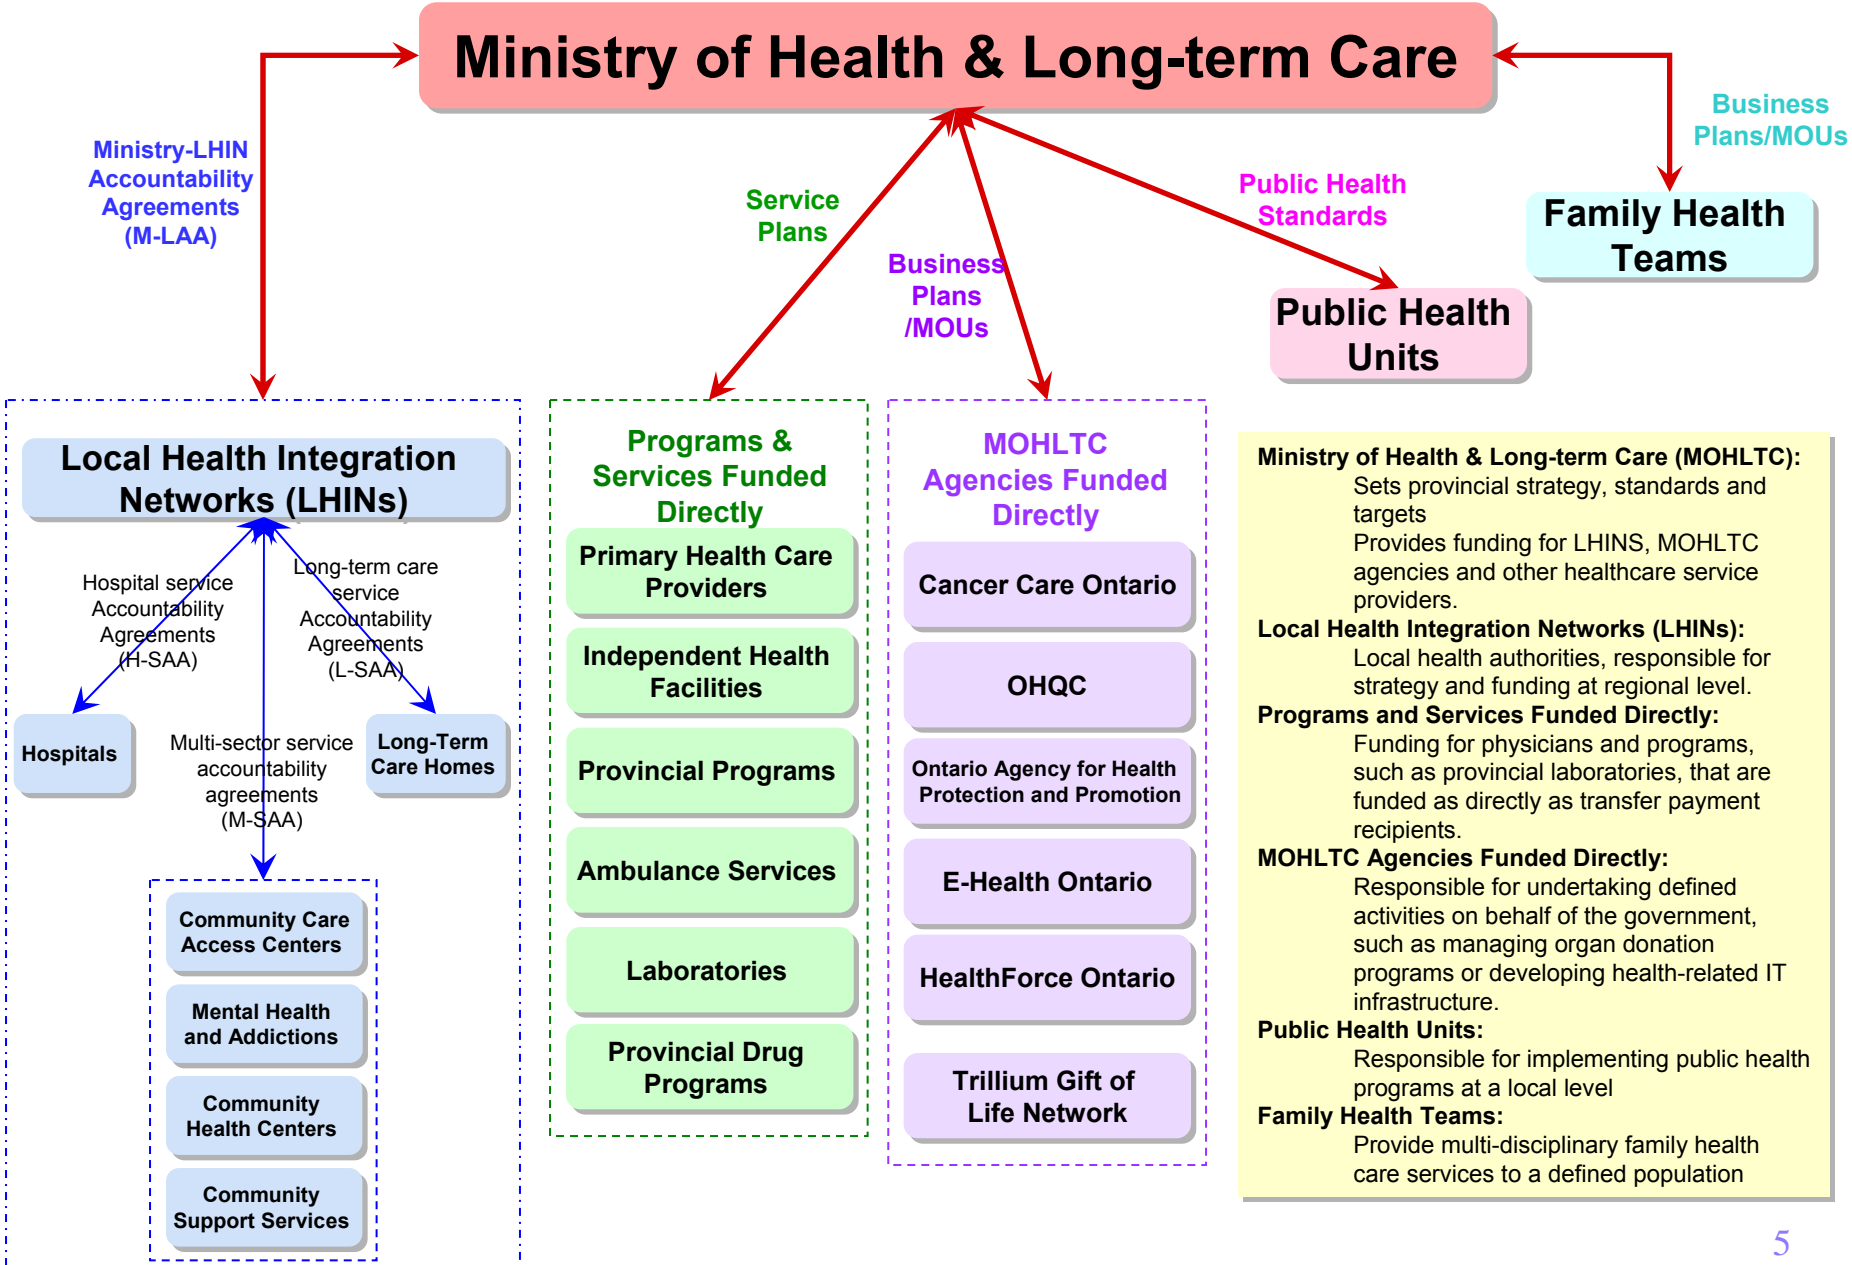 Ministry of Health & Long-term Care
Ministry-LHIN
Accountability
Agreements
(M-LAA)
Service
Plans
Business
Plans
/MOUs
Public Health
Standards
Business
Plans/MOUs
Family Health
Teams
Public Health
Units
Local Health Integration
Networks (LHINs)
Hospital service
Accountability
Agreements
(H-SAA)
Long-term care
service
Accountability
Agreements
(L-SAA)
Hospitals
Multi-sector service
accountability
agreements
(M-SAA)
Long-Term
Care Homes
Community Care
Access Centers
Mental Health
and Addictions
Community
Health Centers
Community
Support Services
Programs &
Services Funded
Directly
Primary Health Care
Providers
Independent Health
Facilities
Provincial Programs
Ambulance Services
Laboratories
Provincial Drug
Programs
MOHLTC
Agencies Funded
Directly
Cancer Care Ontario
OHQC
Ontario Agency for Health
Protection and Promotion
E-Health Ontario
HealthForce Ontario
Trillium Gift of
Life Network
Ministry of Health & Long-term Care (MOHLTC):
Sets provincial strategy, standards and
targets
Provides funding for LHINS, MOHLTC
agencies and other healthcare service
providers.
Local Health Integration Networks (LHINs):
Local health authorities, responsible for
strategy and funding at regional level.
Programs and Services Funded Directly:
Funding for physicians and programs,
such as provincial laboratories, that are
funded as directly as transfer payment
recipients.
MOHLTC Agencies Funded Directly:
Responsible for undertaking defined
activities on behalf of the government,
such as managing organ donation
programs or developing health-related IT
infrastructure.
Public Health Units:
Responsible for implementing public health
programs at a local level
Family Health Teams:
Provide multi-disciplinary family health
care services to a defined population
5